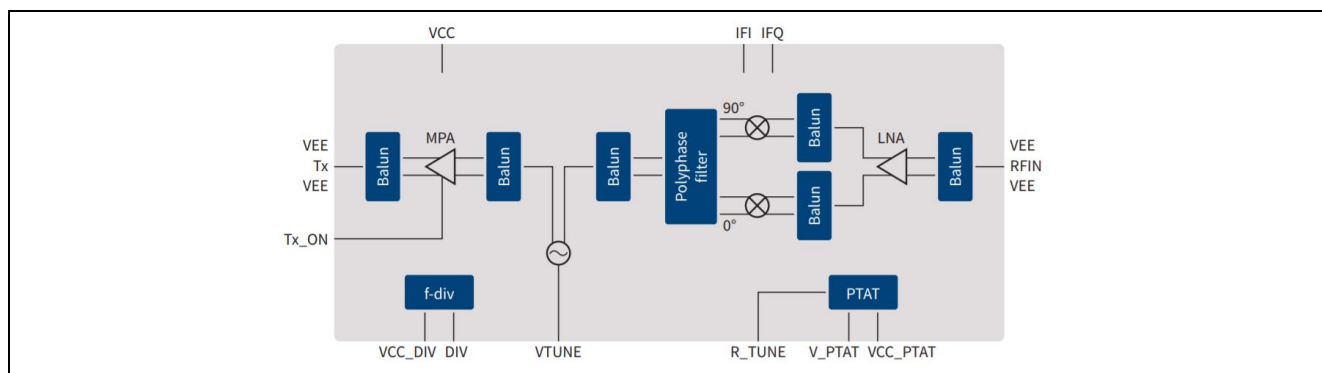 VCC
IFI IFQ
90°
Balun
MPA
LNA
VEE
Tx
VEE
Balun
Balun
Balun
Polyphase
filter
Balun
VEE
RFIN
VEE
Balun
0°
Tx_ON
f-div
PTAT
VCC_DIV DIV
VTUNE
R_TUNE
V_PTAT
VCC_PTAT